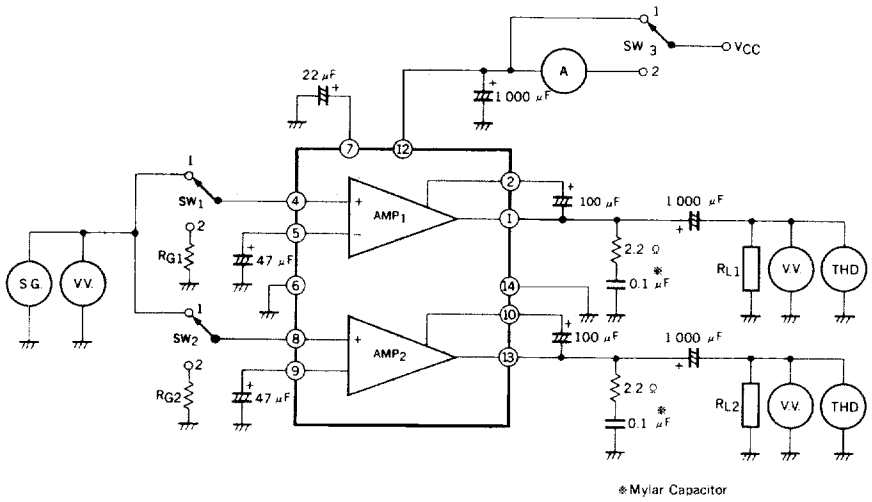 1
SW3
VCC
A
2
22 μF
+
+
1 000 μF
7
12
1
SW1
4
+
AMP1
2
+
100 μF
1 000 μF
1
+
2
RG1
5
−
+
47 μF
S G.
V.V.
6
2.2 Ω
※
0.1 μF
RL1
V.V.
THD
14
1
SW2
8
+
AMP2
10
+
100 μF
1 000 μF
13
+
2
RG2
9
−
+
47 μF
2.2 Ω
※
0.1 μF
RL2
V.V.
THD
※Mylar Capacitor